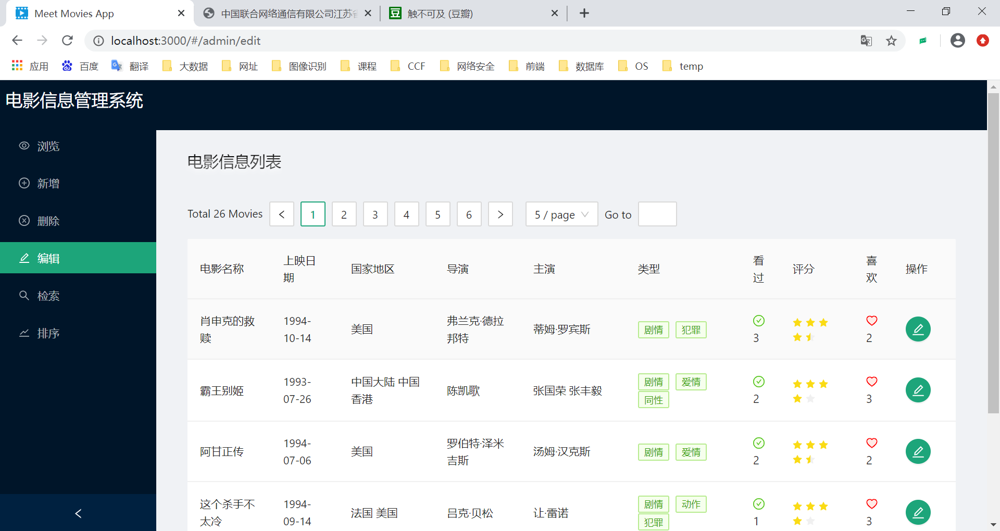 Meet Movies App
中国联合网络通信有限公司江苏省
触不可及 (豆瓣)
localhost:3000/#/admin/edit
应用 百度 翻译 大数据 网址 图像识别 课程 CCF 网络安全 前端 数据库 OS temp
电影信息管理系统
浏览
新增
删除
编辑
检索
排序
电影信息列表
Total 26 Movies < 1 2 3 4 5 6 > 5 / page Go to
电影名称 上映日期 国家地区 导演 主演 类型 看过 评分 喜欢 操作
肖申克的救赎 1994-10-14 美国 弗兰克·德拉邦特 蒂姆·罗宾斯 剧情 犯罪 3 2
霸王别姬 1993-07-26 中国大陆 中国香港 陈凯歌 张国荣 张丰毅 剧情 爱情 同性 2 3
阿甘正传 1994-07-06 美国 罗伯特·泽米吉斯 汤姆·汉克斯 剧情 爱情 2 2
这个杀手不太冷 1994-09-14 法国 美国 吕克·贝松 让·雷诺 剧情 动作 犯罪 1 3